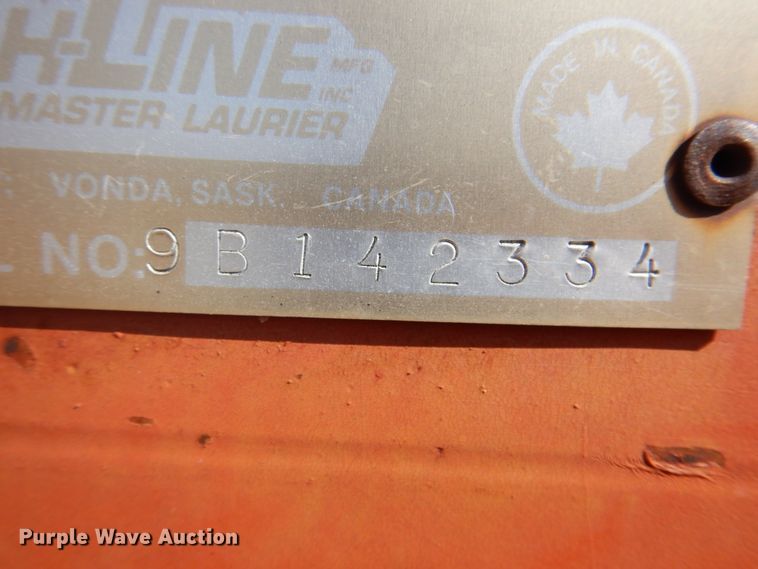 H-LINE MFG INC
MASTER LAURIER
MADE IN CANADA
VONDA, SASK. CANADA
L NO: 9B142334
Purple Wave Auction